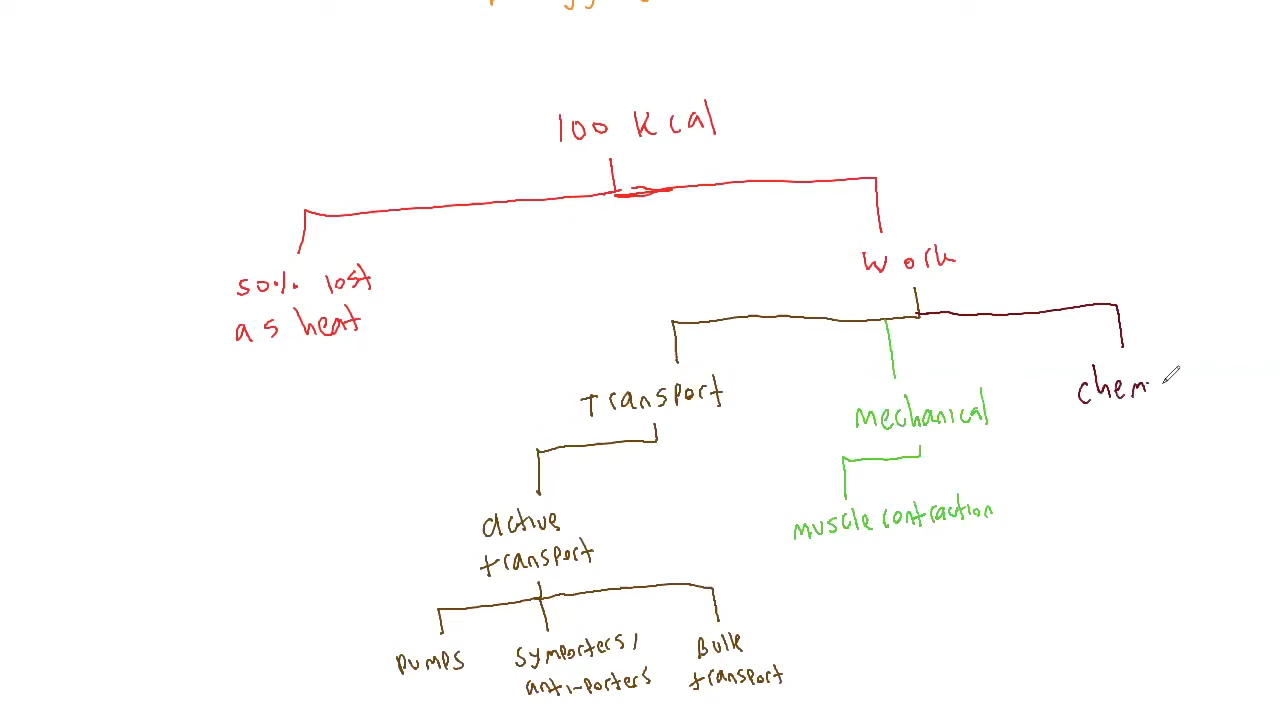 100 Kcal
50% lost
as heat
work
Transport
Mechanical
chem
active
transport
muscle contraction
pumps
symporters/
anti-porters
Bulk
transport